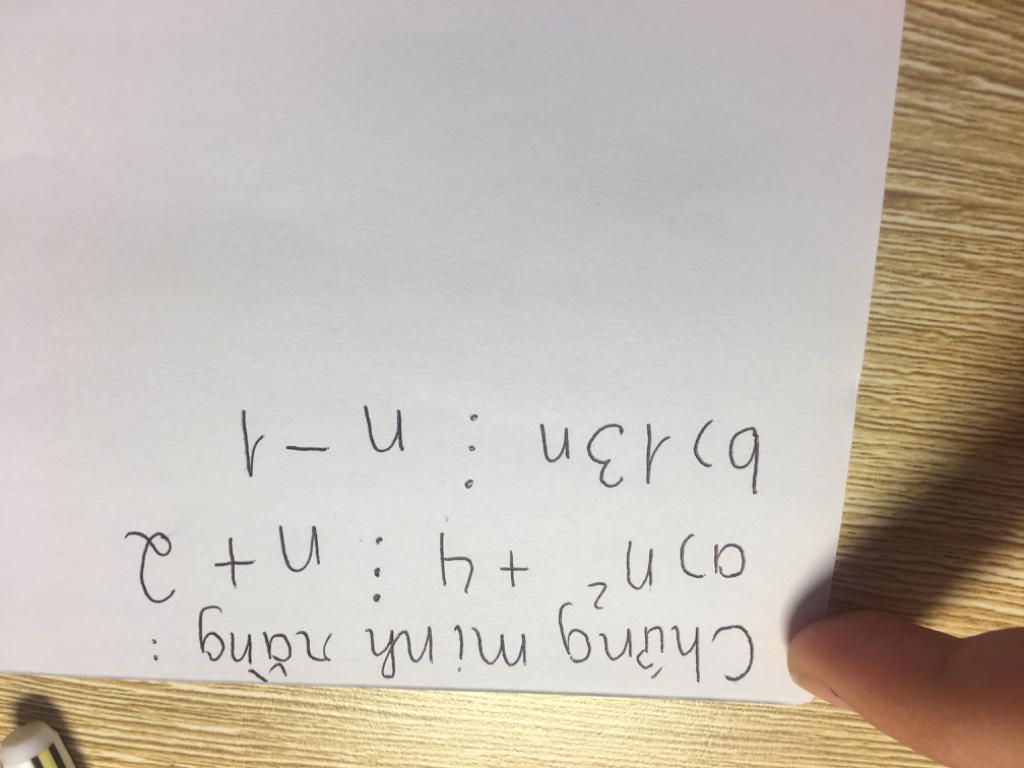 Chứng minh rằng :
a) n² + 4 ⋮ n + 2
b) 13n ⋮ n - 1